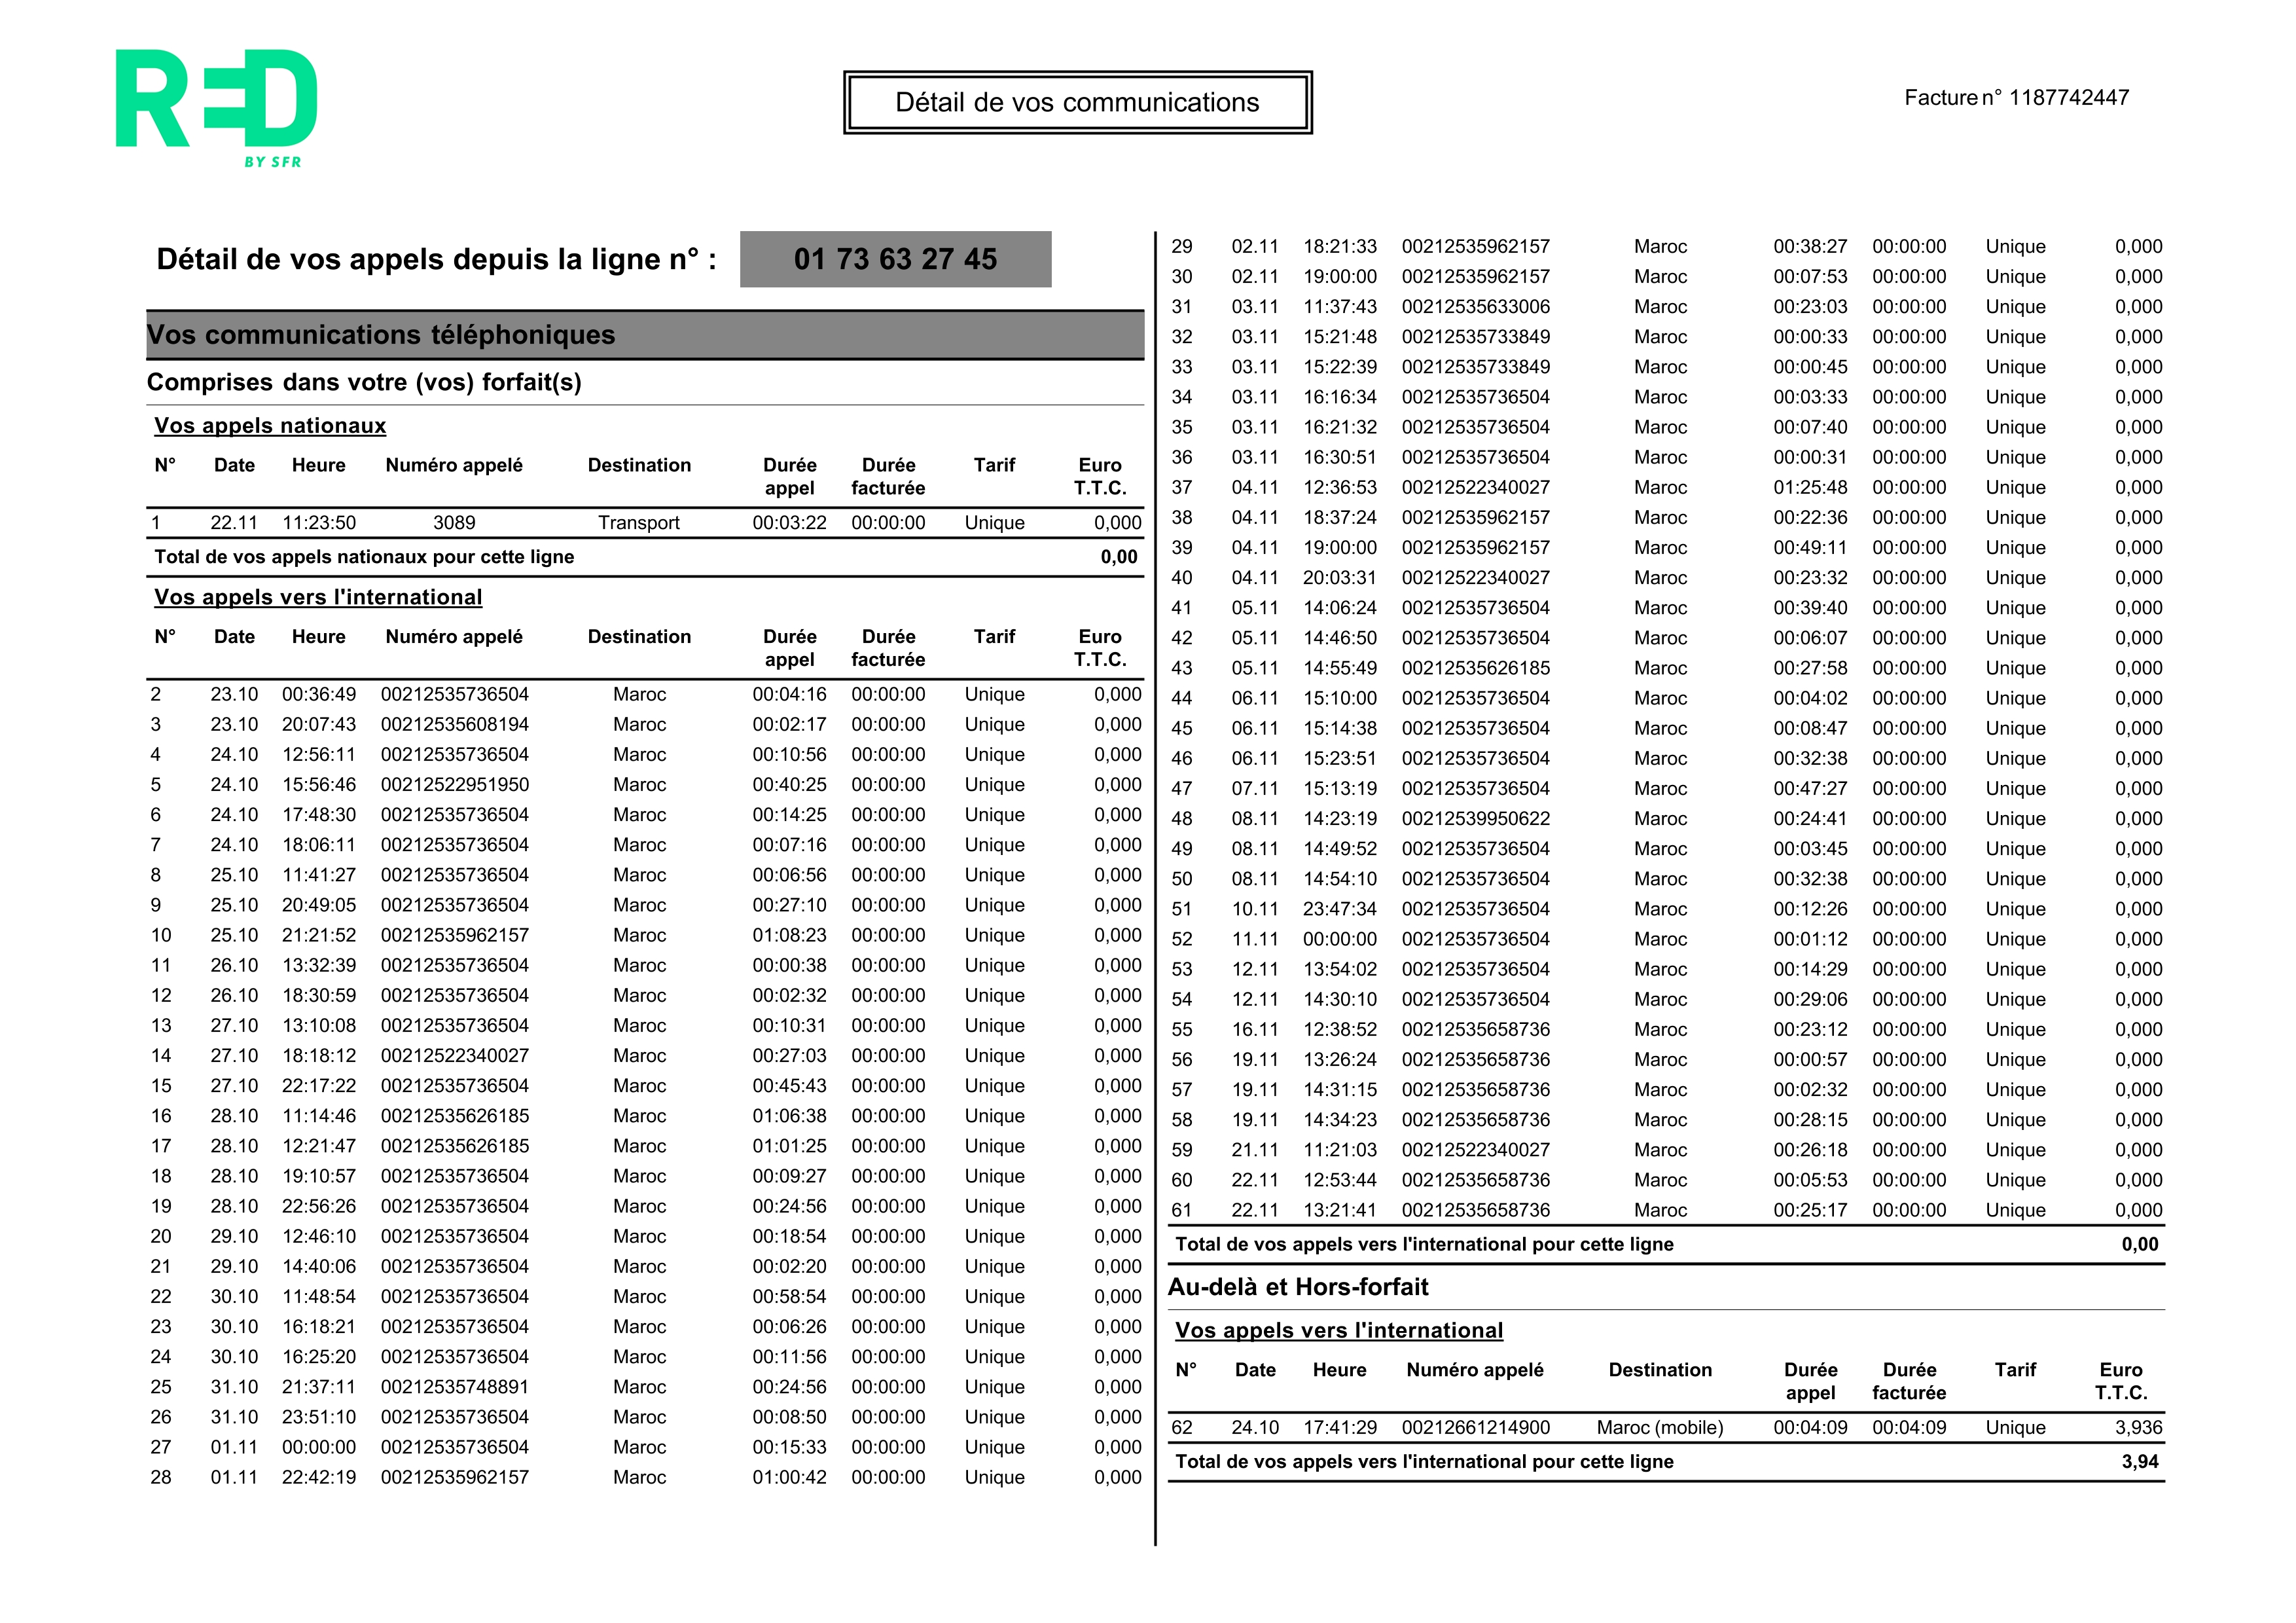 RED
BY SFR
Détail de vos communications
Facture n° 1187742447
Détail de vos appels depuis la ligne n° : 01 73 63 27 45
Vos communications téléphoniques
Comprises dans votre (vos) forfait(s)
Vos appels nationaux
N° Date Heure Numéro appelé Destination Durée appel Durée facturée Tarif Euro T.T.C.
1 22.11 11:23:50 3089 Transport 00:03:22 00:00:00 Unique 0,000
Total de vos appels nationaux pour cette ligne 0,00
Vos appels vers l'international
N° Date Heure Numéro appelé Destination Durée appel Durée facturée Tarif Euro T.T.C.
2 23.10 00:36:49 00212535736504 Maroc 00:04:16 00:00:00 Unique 0,000
3 23.10 20:07:43 00212535608194 Maroc 00:02:17 00:00:00 Unique 0,000
4 24.10 12:56:11 00212535736504 Maroc 00:10:56 00:00:00 Unique 0,000
5 24.10 15:56:46 00212522951950 Maroc 00:40:25 00:00:00 Unique 0,000
6 24.10 17:48:30 00212535736504 Maroc 00:14:25 00:00:00 Unique 0,000
7 24.10 18:06:11 00212535736504 Maroc 00:07:16 00:00:00 Unique 0,000
8 25.10 11:41:27 00212535736504 Maroc 00:06:56 00:00:00 Unique 0,000
9 25.10 20:49:05 00212535736504 Maroc 00:27:10 00:00:00 Unique 0,000
10 25.10 21:21:52 00212535962157 Maroc 01:08:23 00:00:00 Unique 0,000
11 26.10 13:32:39 00212535736504 Maroc 00:00:38 00:00:00 Unique 0,000
12 26.10 18:30:59 00212535736504 Maroc 00:02:32 00:00:00 Unique 0,000
13 27.10 13:10:08 00212535736504 Maroc 00:10:31 00:00:00 Unique 0,000
14 27.10 18:18:12 00212522340027 Maroc 00:27:03 00:00:00 Unique 0,000
15 27.10 22:17:22 00212535736504 Maroc 00:45:43 00:00:00 Unique 0,000
16 28.10 11:14:46 00212535626185 Maroc 01:06:38 00:00:00 Unique 0,000
17 28.10 12:21:47 00212535626185 Maroc 01:01:25 00:00:00 Unique 0,000
18 28.10 19:10:57 00212535736504 Maroc 00:09:27 00:00:00 Unique 0,000
19 28.10 22:56:26 00212535736504 Maroc 00:24:56 00:00:00 Unique 0,000
20 29.10 12:46:10 00212535736504 Maroc 00:18:54 00:00:00 Unique 0,000
21 29.10 14:40:06 00212535736504 Maroc 00:02:20 00:00:00 Unique 0,000
22 30.10 11:48:54 00212535736504 Maroc 00:58:54 00:00:00 Unique 0,000
23 30.10 16:18:21 00212535736504 Maroc 00:06:26 00:00:00 Unique 0,000
24 30.10 16:25:20 00212535736504 Maroc 00:11:56 00:00:00 Unique 0,000
25 31.10 21:37:11 00212535748891 Maroc 00:24:56 00:00:00 Unique 0,000
26 31.10 23:51:10 00212535736504 Maroc 00:08:50 00:00:00 Unique 0,000
27 01.11 00:00:00 00212535736504 Maroc 00:15:33 00:00:00 Unique 0,000
28 01.11 22:42:19 00212535962157 Maroc 01:00:42 00:00:00 Unique 0,000
29 02.11 18:21:33 00212535962157 Maroc 00:38:27 00:00:00 Unique 0,000
30 02.11 19:00:00 00212535962157 Maroc 00:07:53 00:00:00 Unique 0,000
31 03.11 11:37:43 00212535633006 Maroc 00:23:03 00:00:00 Unique 0,000
32 03.11 15:21:48 00212535733849 Maroc 00:00:33 00:00:00 Unique 0,000
33 03.11 15:22:39 00212535733849 Maroc 00:00:45 00:00:00 Unique 0,000
34 03.11 16:16:34 00212535736504 Maroc 00:03:33 00:00:00 Unique 0,000
35 03.11 16:21:32 00212535736504 Maroc 00:07:40 00:00:00 Unique 0,000
36 03.11 16:30:51 00212535736504 Maroc 00:00:31 00:00:00 Unique 0,000
37 04.11 12:36:53 00212522340027 Maroc 01:25:48 00:00:00 Unique 0,000
38 04.11 18:37:24 00212535962157 Maroc 00:22:36 00:00:00 Unique 0,000
39 04.11 19:00:00 00212535962157 Maroc 00:49:11 00:00:00 Unique 0,000
40 04.11 20:03:31 00212522340027 Maroc 00:23:32 00:00:00 Unique 0,000
41 05.11 14:06:24 00212535736504 Maroc 00:39:40 00:00:00 Unique 0,000
42 05.11 14:46:50 00212535736504 Maroc 00:06:07 00:00:00 Unique 0,000
43 05.11 14:55:49 00212535626185 Maroc 00:27:58 00:00:00 Unique 0,000
44 06.11 15:10:00 00212535736504 Maroc 00:04:02 00:00:00 Unique 0,000
45 06.11 15:14:38 00212535736504 Maroc 00:08:47 00:00:00 Unique 0,000
46 06.11 15:23:51 00212535736504 Maroc 00:32:38 00:00:00 Unique 0,000
47 07.11 15:13:19 00212535736504 Maroc 00:47:27 00:00:00 Unique 0,000
48 08.11 14:23:19 00212539950622 Maroc 00:24:41 00:00:00 Unique 0,000
49 08.11 14:49:52 00212535736504 Maroc 00:03:45 00:00:00 Unique 0,000
50 08.11 14:54:10 00212535736504 Maroc 00:32:38 00:00:00 Unique 0,000
51 10.11 23:47:34 00212535736504 Maroc 00:12:26 00:00:00 Unique 0,000
52 11.11 00:00:00 00212535736504 Maroc 00:01:12 00:00:00 Unique 0,000
53 12.11 13:54:02 00212535736504 Maroc 00:14:29 00:00:00 Unique 0,000
54 12.11 14:30:10 00212535736504 Maroc 00:29:06 00:00:00 Unique 0,000
55 16.11 12:38:52 00212535658736 Maroc 00:23:12 00:00:00 Unique 0,000
56 19.11 13:26:24 00212535658736 Maroc 00:00:57 00:00:00 Unique 0,000
57 19.11 14:31:15 00212535658736 Maroc 00:02:32 00:00:00 Unique 0,000
58 19.11 14:34:23 00212535658736 Maroc 00:28:15 00:00:00 Unique 0,000
59 21.11 11:21:03 00212522340027 Maroc 00:26:18 00:00:00 Unique 0,000
60 22.11 12:53:44 00212535658736 Maroc 00:05:53 00:00:00 Unique 0,000
61 22.11 13:21:41 00212535658736 Maroc 00:25:17 00:00:00 Unique 0,000
Total de vos appels vers l'international pour cette ligne 0,00
Au-delà et Hors-forfait
Vos appels vers l'international
N° Date Heure Numéro appelé Destination Durée appel Durée facturée Tarif Euro T.T.C.
62 24.10 17:41:29 00212661214900 Maroc (mobile) 00:04:09 00:04:09 Unique 3,936
Total de vos appels vers l'international pour cette ligne 3,94